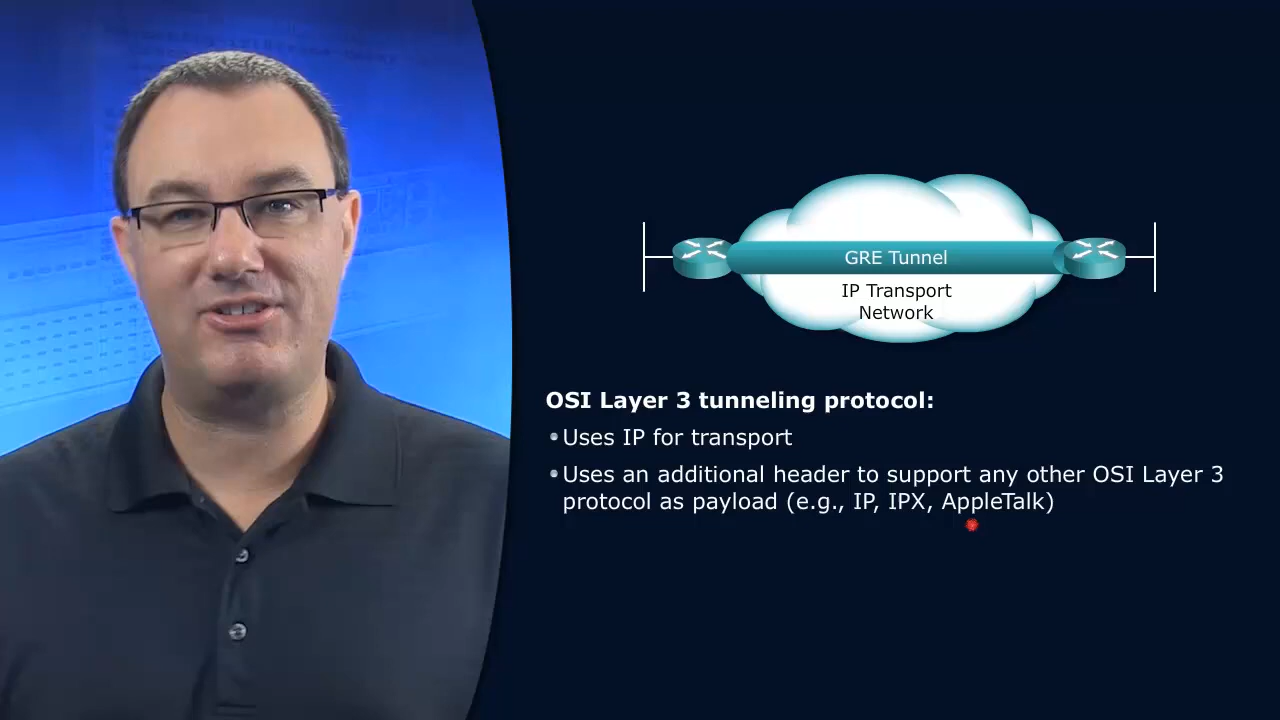 GRE Tunnel
IP Transport
Network
OSI Layer 3 tunneling protocol:
Uses IP for transport
Uses an additional header to support any other OSI Layer 3
protocol as payload (e.g., IP, IPX, AppleTalk)